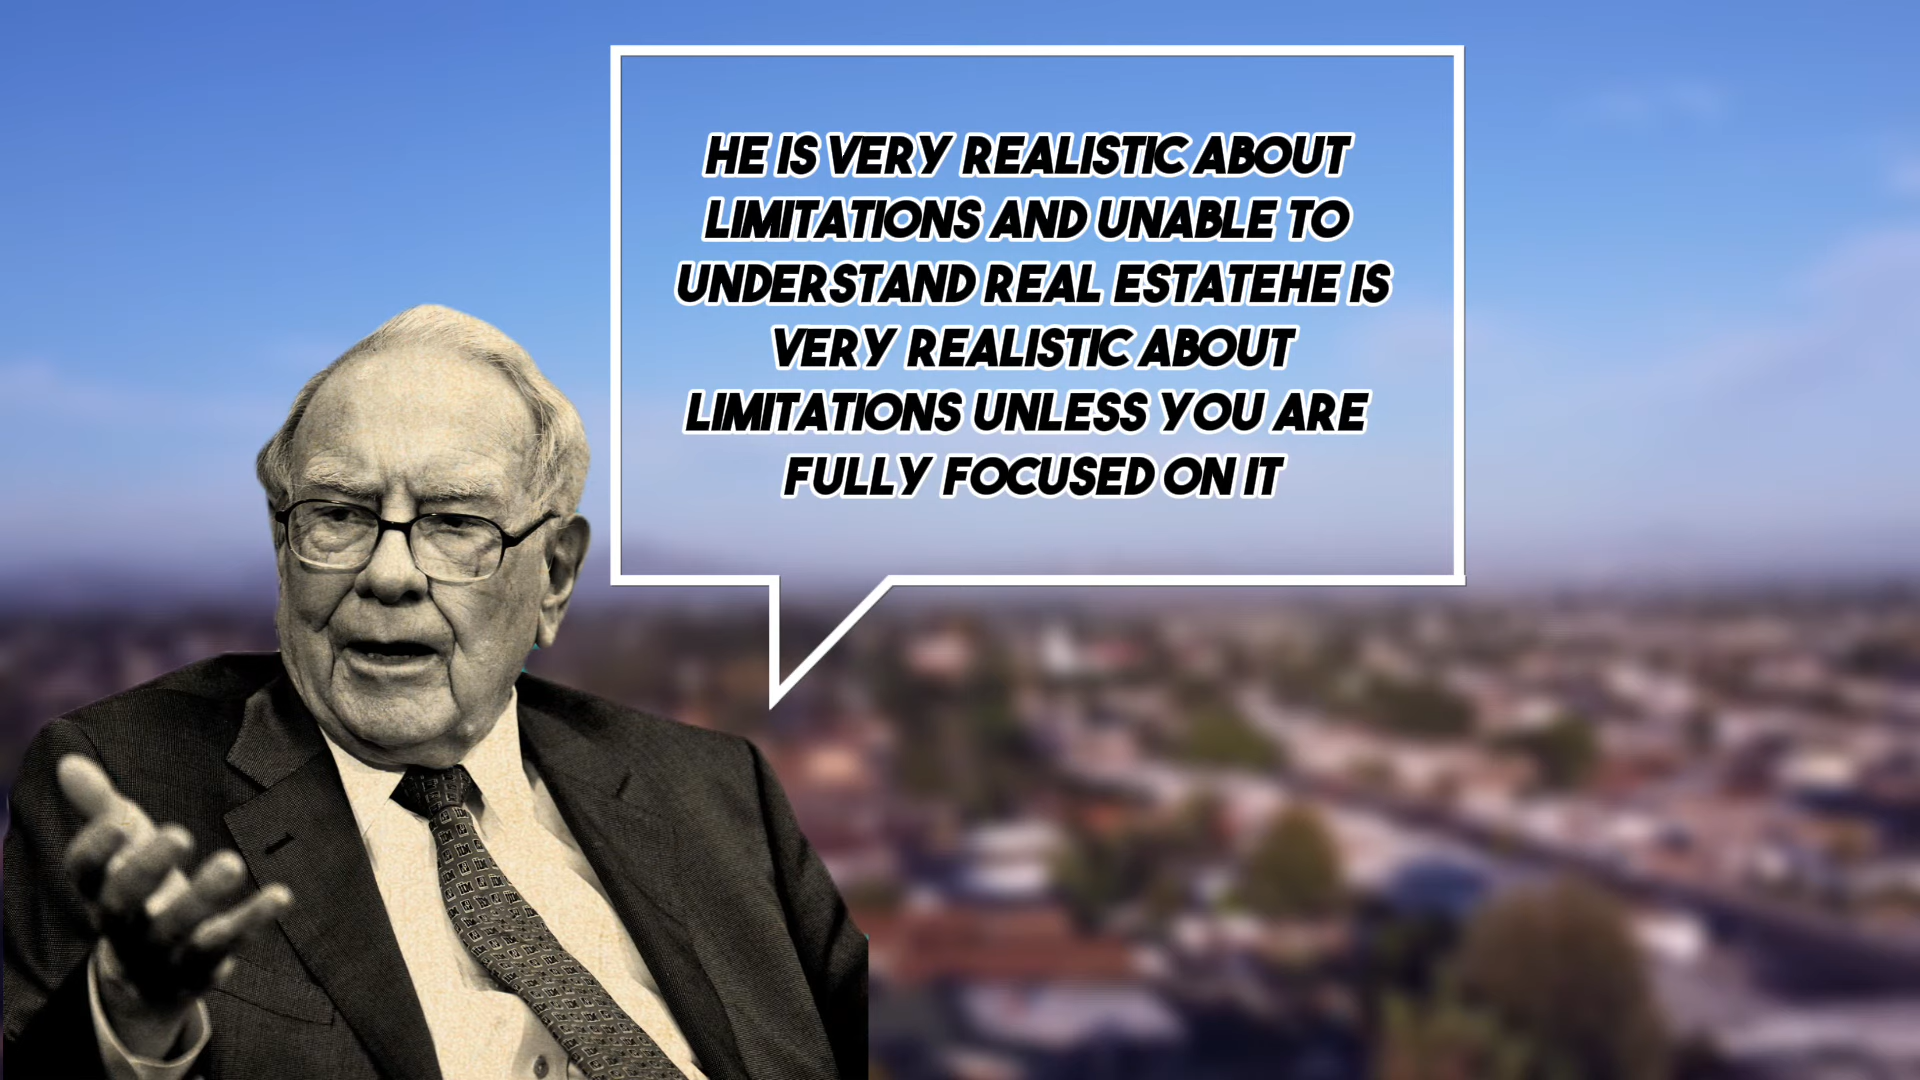 HE IS VERY REALISTIC ABOUT
LIMITATIONS AND UNABLE TO
UNDERSTAND REAL ESTATEHE IS
VERY REALISTIC ABOUT
LIMITATIONS UNLESS YOU ARE
FULLY FOCUSED ON IT